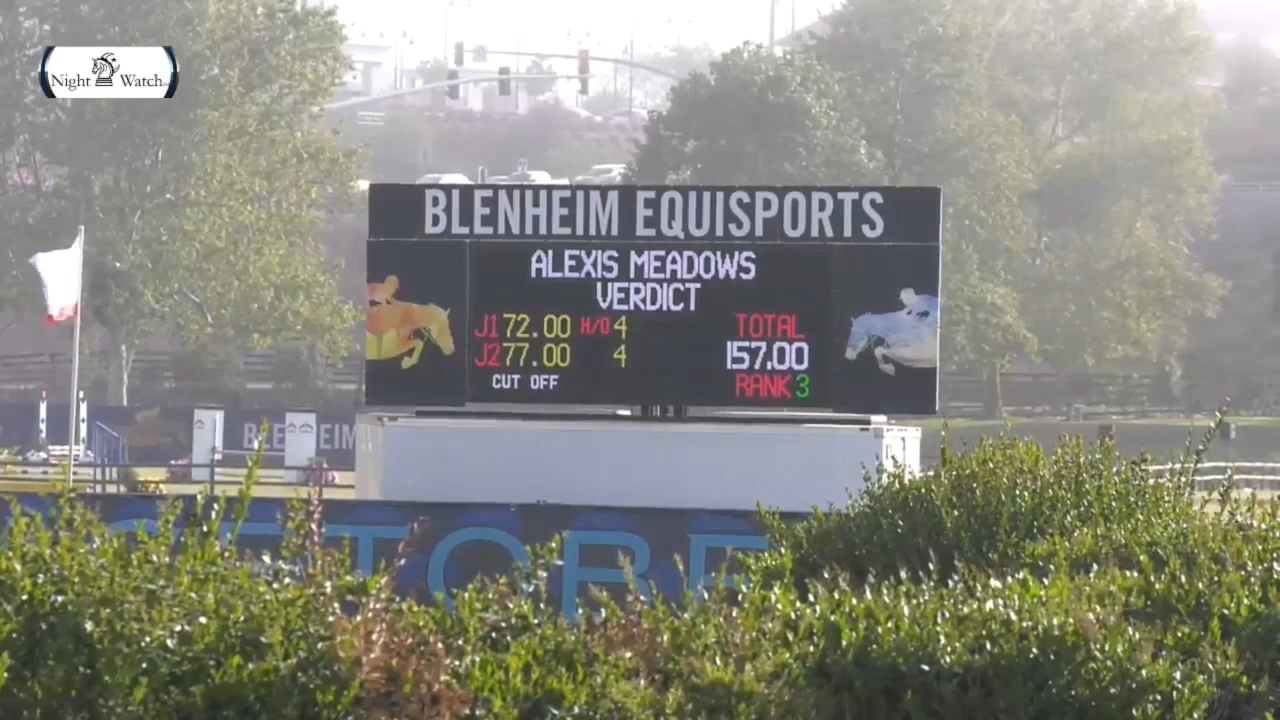 Night Watch
BLENHEIM EQUISPORTS
ALEXIS MEADOWS
VERDICT
J1 72.00 H/O 4
J2 77.00 4
CUT OFF
TOTAL
157.00
RANK 3